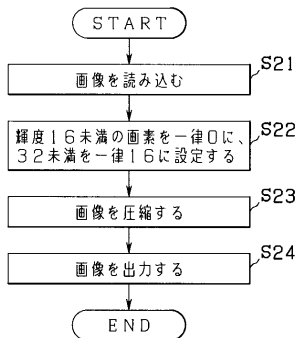 START
画像を読み込む
S21
輝度16未満の画素を一律0に、
32未満を一律16に設定する
S22
画像を圧縮する
S23
画像を出力する
S24
END